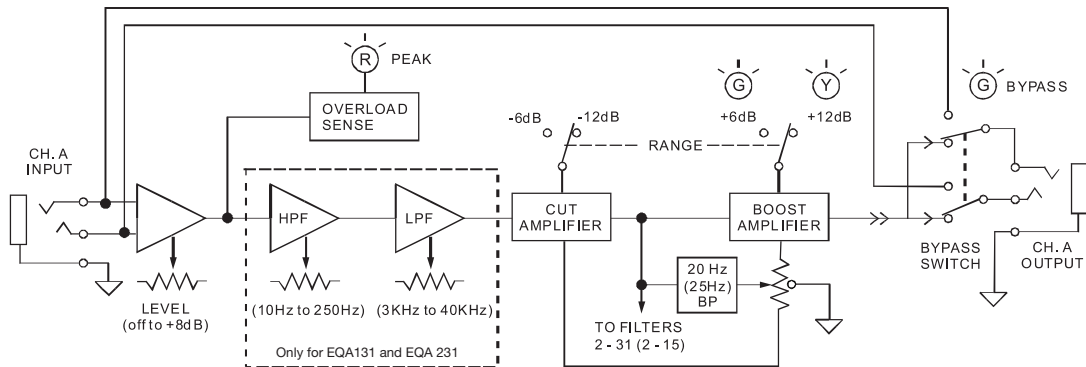 R
PEAK
OVERLOAD
SENSE
G
Y
G
BYPASS
-6dB
-12dB
RANGE
+6dB
+12dB
CH. A
INPUT
HPF
LPF
CUT
AMPLIFIER
BOOST
AMPLIFIER
LEVEL
(off to +8dB)
(10Hz to 250Hz)
(3KHz to 40KHz)
Only for EQA131 and EQA 231
20 Hz
(25Hz)
BP
TO FILTERS
2 - 31 (2 - 15)
BYPASS
SWITCH
CH. A
OUTPUT